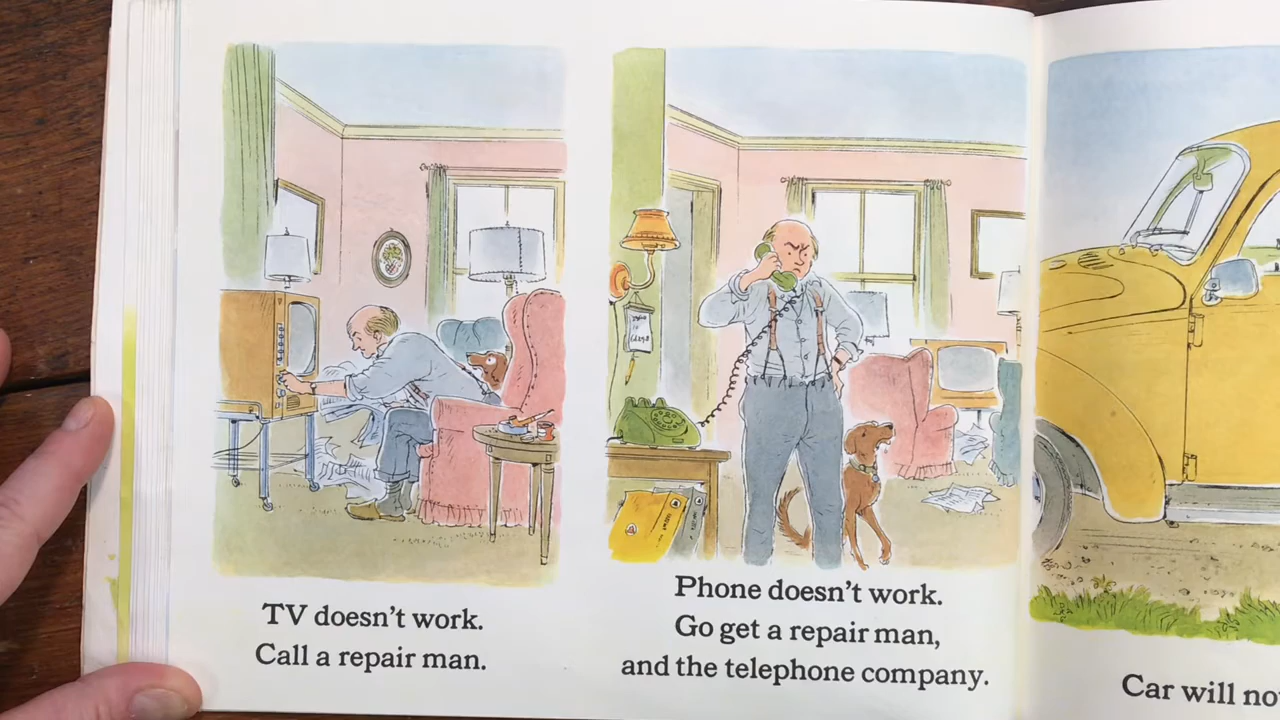 TV doesn't work.
Call a repair man.
Phone doesn't work.
Go get a repair man,
and the telephone company.
Car will no